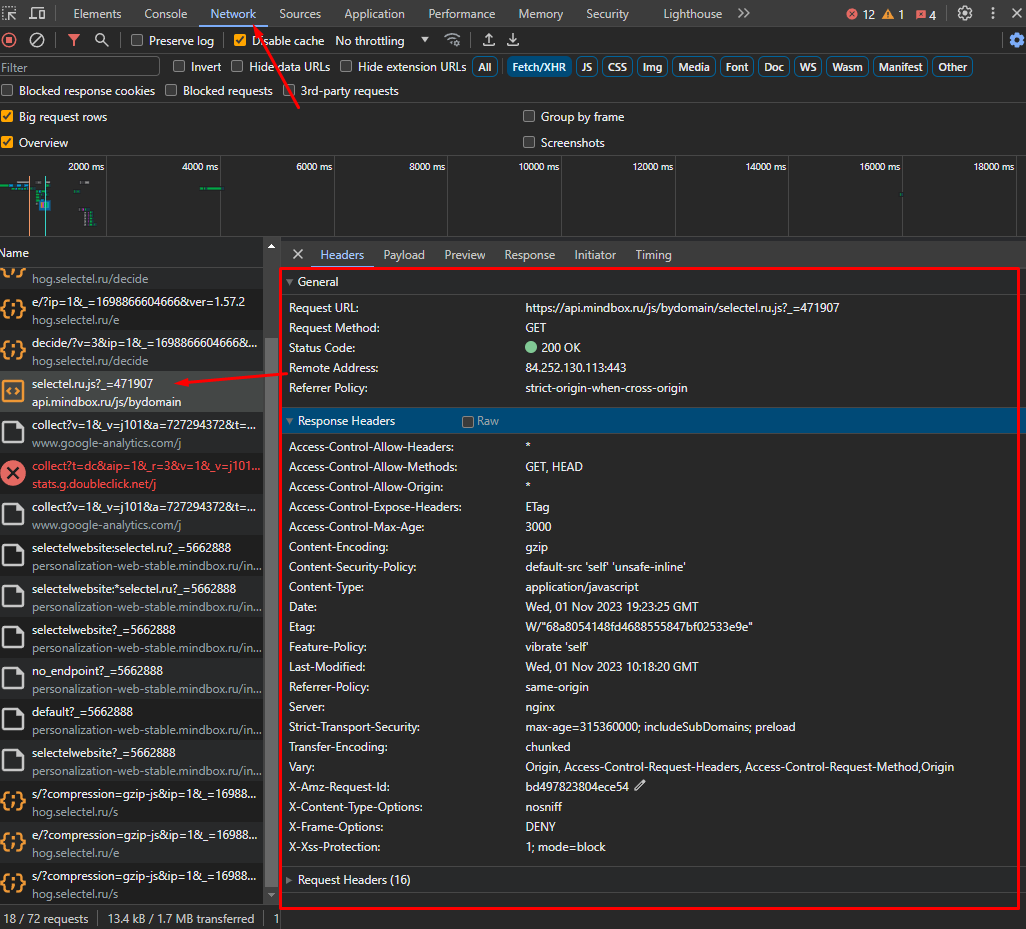 Elements Console Network Sources Application Performance Memory Security Lighthouse 12 1 4
Preserve log Disable cache No throttling
Filter Invert Hide data URLs Hide extension URLs All Fetch/XHR JS CSS Img Media Font Doc WS Wasm Manifest Other
Blocked response cookies Blocked requests 3rd-party requests
Big request rows Group by frame
Overview Screenshots
2000 ms 4000 ms 6000 ms 8000 ms 10000 ms 12000 ms 14000 ms 16000 ms 18000 ms
Name
hog.selectel.ru/decide
e/?ip=1&_=1698866604666&ver=1.57.2
hog.selectel.ru/e
decide/?v=3&ip=1&_=1698866604666&...
hog.selectel.ru/decide
selectel.ru.js?_=471907
api.mindbox.ru/js/bydomain
collect?v=1&_v=j101&a=727294372&t=...
www.google-analytics.com/j
collect?t=dc&aip=1&_r=3&v=1&_v=j101...
stats.g.doubleclick.net/j
collect?v=1&_v=j101&a=727294372&t=...
www.google-analytics.com/j
selectelwebsite:selectel.ru?_=5662888
personalization-web-stable.mindbox.ru/in...
selectelwebsite:*selectel.ru?_=5662888
personalization-web-stable.mindbox.ru/in...
selectelwebsite?_=5662888
personalization-web-stable.mindbox.ru/in...
no_endpoint?_=5662888
personalization-web-stable.mindbox.ru/in...
default?_=5662888
personalization-web-stable.mindbox.ru/in...
selectelwebsite?_=5662888
personalization-web-stable.mindbox.ru/in...
s/?compression=gzip-js&ip=1&_=16988...
hog.selectel.ru/s
e/?compression=gzip-js&ip=1&_=16988...
hog.selectel.ru/e
s/?compression=gzip-js&ip=1&_=16988...
hog.selectel.ru/s
18 / 72 requests 13.4 kB / 1.7 MB transferred 1
Headers Payload Preview Response Initiator Timing
General
Request URL: https://api.mindbox.ru/js/bydomain/selectel.ru.js?_=471907
Request Method: GET
Status Code: 200 OK
Remote Address: 84.252.130.113:443
Referrer Policy: strict-origin-when-cross-origin
Response Headers Raw
Access-Control-Allow-Headers: *
Access-Control-Allow-Methods: GET, HEAD
Access-Control-Allow-Origin: *
Access-Control-Expose-Headers: ETag
Access-Control-Max-Age: 3000
Content-Encoding: gzip
Content-Security-Policy: default-src 'self' 'unsafe-inline'
Content-Type: application/javascript
Date: Wed, 01 Nov 2023 19:23:25 GMT
Etag: W/"68a8054148fd4688555847bf02533e9e"
Feature-Policy: vibrate 'self'
Last-Modified: Wed, 01 Nov 2023 10:18:20 GMT
Referrer-Policy: same-origin
Server: nginx
Strict-Transport-Security: max-age=315360000; includeSubDomains; preload
Transfer-Encoding: chunked
Vary: Origin, Access-Control-Request-Headers, Access-Control-Request-Method,Origin
X-Amz-Request-Id: bd497823804ece54
X-Content-Type-Options: nosniff
X-Frame-Options: DENY
X-Xss-Protection: 1; mode=block
Request Headers (16)